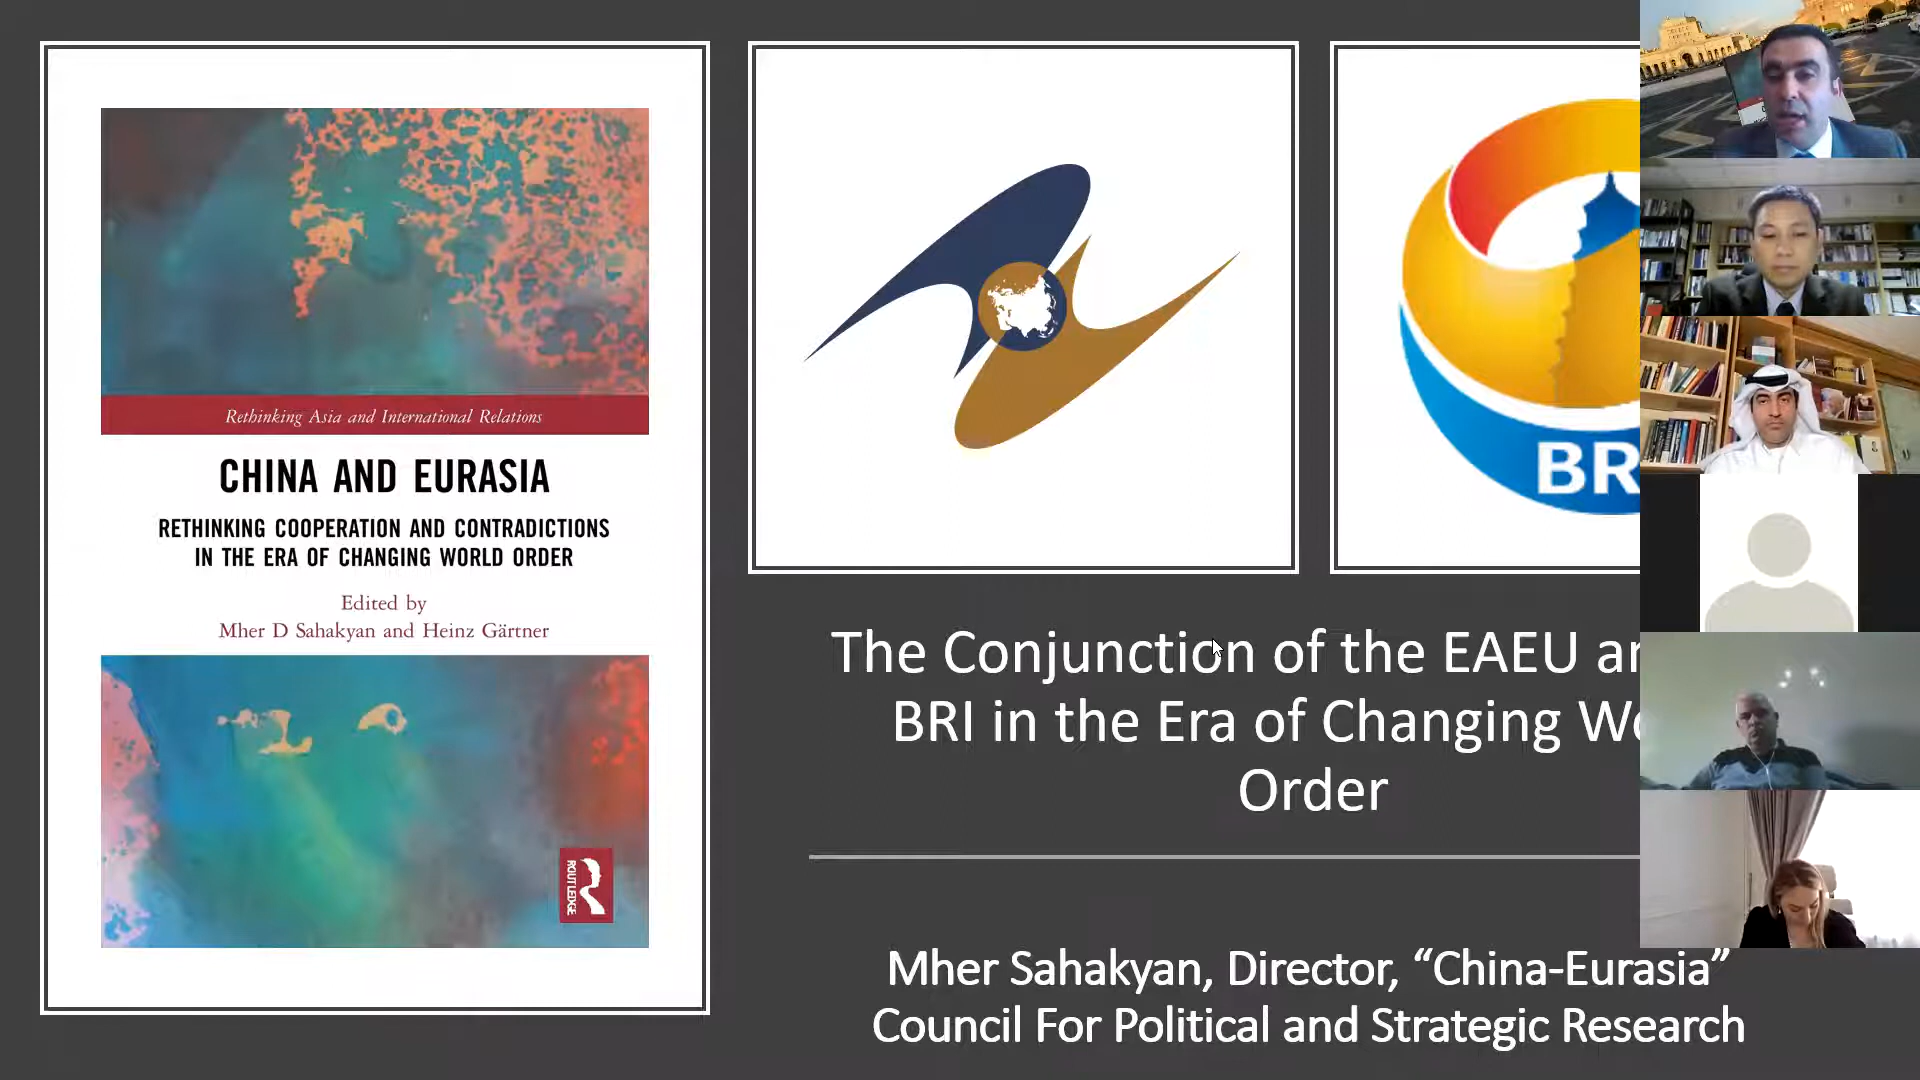 Rethinking Asia and International Relations
CHINA AND EURASIA
RETHINKING COOPERATION AND CONTRADICTIONS
IN THE ERA OF CHANGING WORLD ORDER
Edited by
Mher D Sahakyan and Heinz Gärtner
ROUTLEDGE
BR
The Conjunction of the EAEU
BRI in the Era of Changing
Order
Mher Sahakyan, Director, “China-Eurasia”
Council For Political and Strategic Research